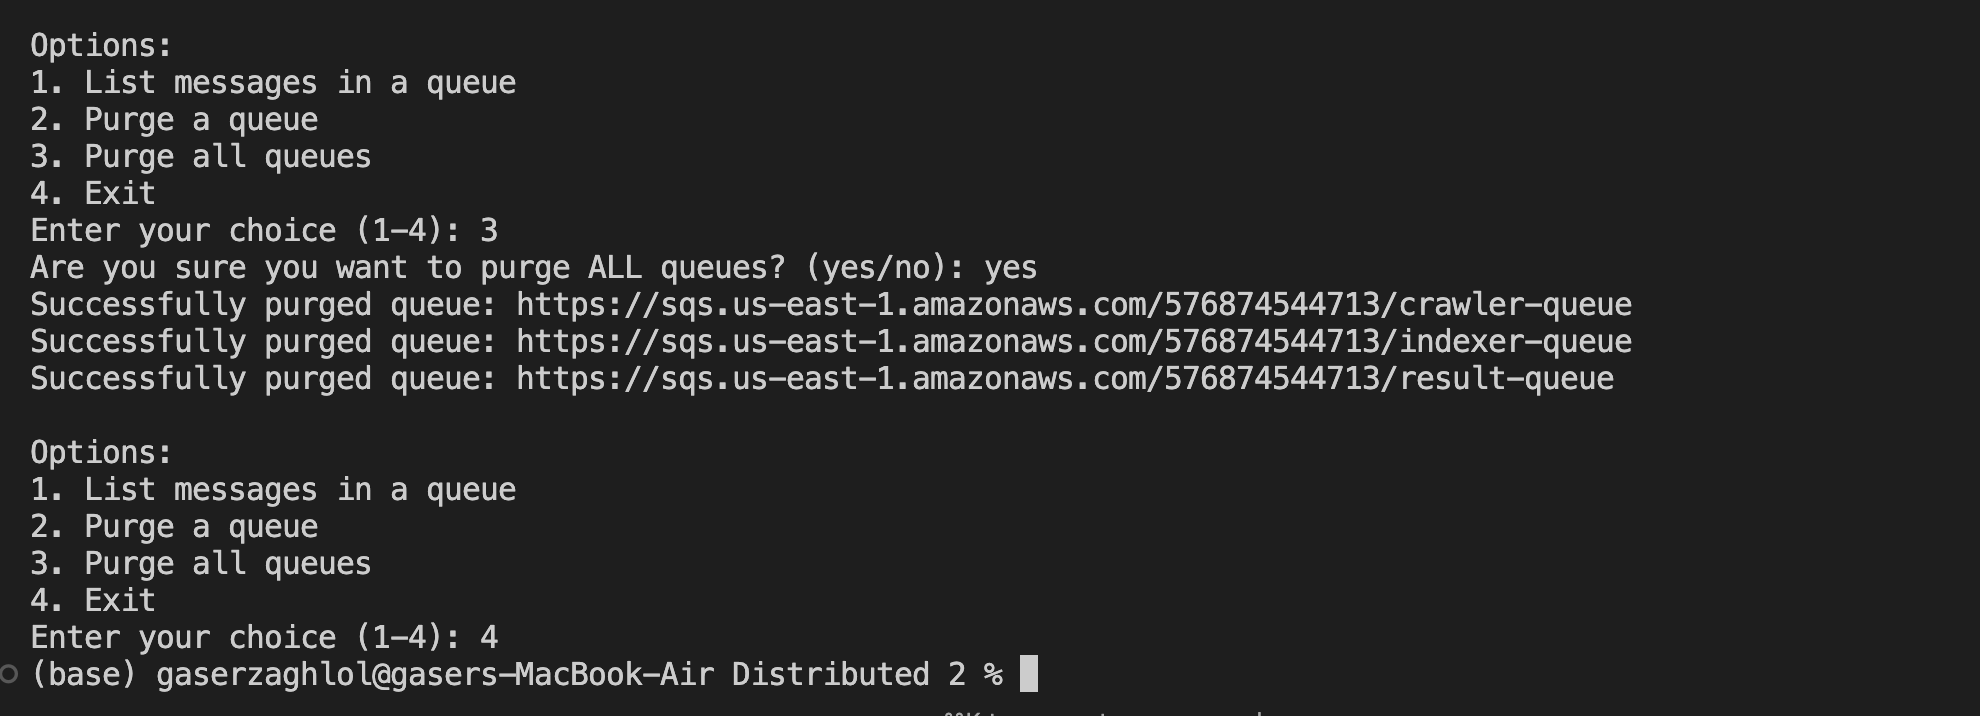 Options:
1. List messages in a queue
2. Purge a queue
3. Purge all queues
4. Exit
Enter your choice (1-4): 3
Are you sure you want to purge ALL queues? (yes/no): yes
Successfully purged queue: https://sqs.us-east-1.amazonaws.com/576874544713/crawler-queue
Successfully purged queue: https://sqs.us-east-1.amazonaws.com/576874544713/indexer-queue
Successfully purged queue: https://sqs.us-east-1.amazonaws.com/576874544713/result-queue

Options:
1. List messages in a queue
2. Purge a queue
3. Purge all queues
4. Exit
Enter your choice (1-4): 4
(base) gaserzaghlol@gasers-MacBook-Air Distributed 2 %